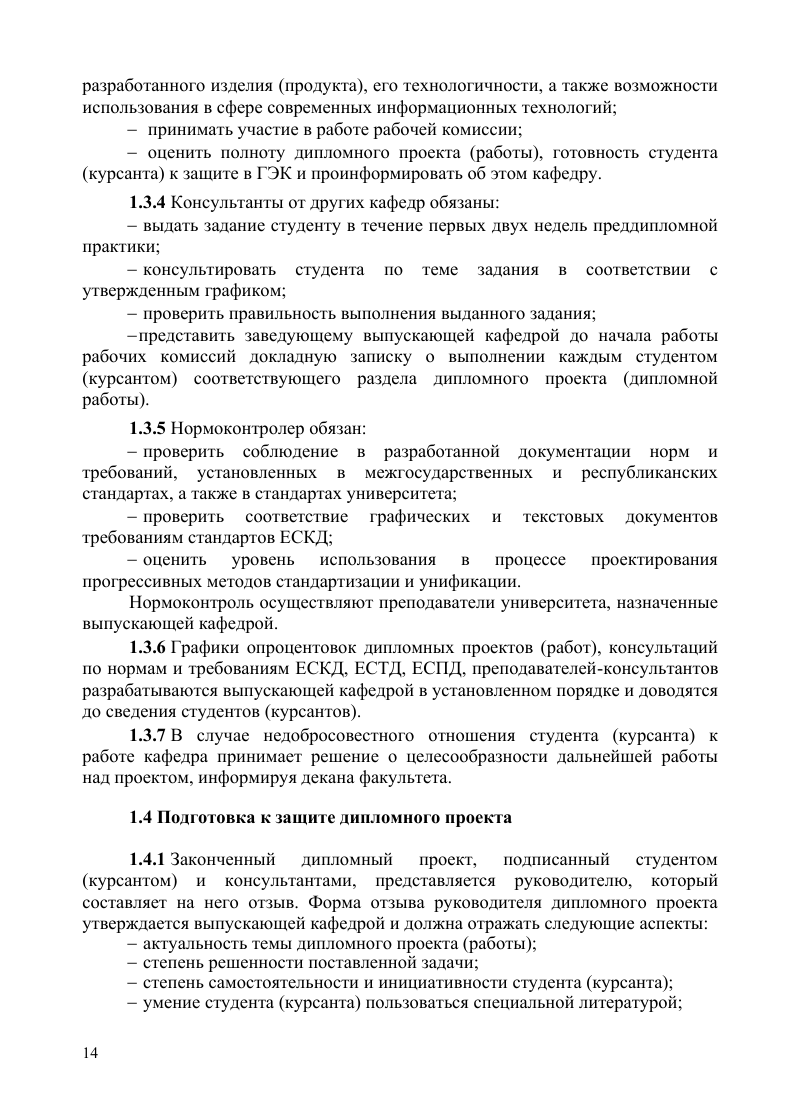 разработанного изделия (продукта), его технологичности, а также возможности
использования в сфере современных информационных технологий;
– принимать участие в работе рабочей комиссии;
– оценить полноту дипломного проекта (работы), готовность студента
(курсанта) к защите в ГЭК и проинформировать об этом кафедру.
1.3.4 Консультанты от других кафедр обязаны:
– выдать задание студенту в течение первых двух недель преддипломной
практики;
– консультировать студента по теме задания в соответствии с
утвержденным графиком;
– проверить правильность выполнения выданного задания;
–представить заведующему выпускающей кафедрой до начала работы
рабочих комиссий докладную записку о выполнении каждым студентом
(курсантом) соответствующего раздела дипломного проекта (дипломной
работы).
1.3.5 Нормоконтролер обязан:
– проверить соблюдение в разработанной документации норм и
требований, установленных в межгосударственных и республиканских
стандартах, а также в стандартах университета;
– проверить соответствие графических и текстовых документов
требованиям стандартов ЕСКД;
– оценить уровень использования в процессе проектирования
прогрессивных методов стандартизации и унификации.
Нормоконтроль осуществляют преподаватели университета, назначенные
выпускающей кафедрой.
1.3.6 Графики опроцентовок дипломных проектов (работ), консультаций
по нормам и требованиям ЕСКД, ЕСТД, ЕСПД, преподавателей-консультантов
разрабатываются выпускающей кафедрой в установленном порядке и доводятся
до сведения студентов (курсантов).
1.3.7 В случае недобросовестного отношения студента (курсанта) к
работе кафедра принимает решение о целесообразности дальнейшей работы
над проектом, информируя декана факультета.
1.4 Подготовка к защите дипломного проекта
1.4.1 Законченный дипломный проект, подписанный студентом
(курсантом) и консультантами, представляется руководителю, который
составляет на него отзыв. Форма отзыва руководителя дипломного проекта
утверждается выпускающей кафедрой и должна отражать следующие аспекты:
– актуальность темы дипломного проекта (работы);
– степень решенности поставленной задачи;
– степень самостоятельности и инициативности студента (курсанта);
– умение студента (курсанта) пользоваться специальной литературой;
14